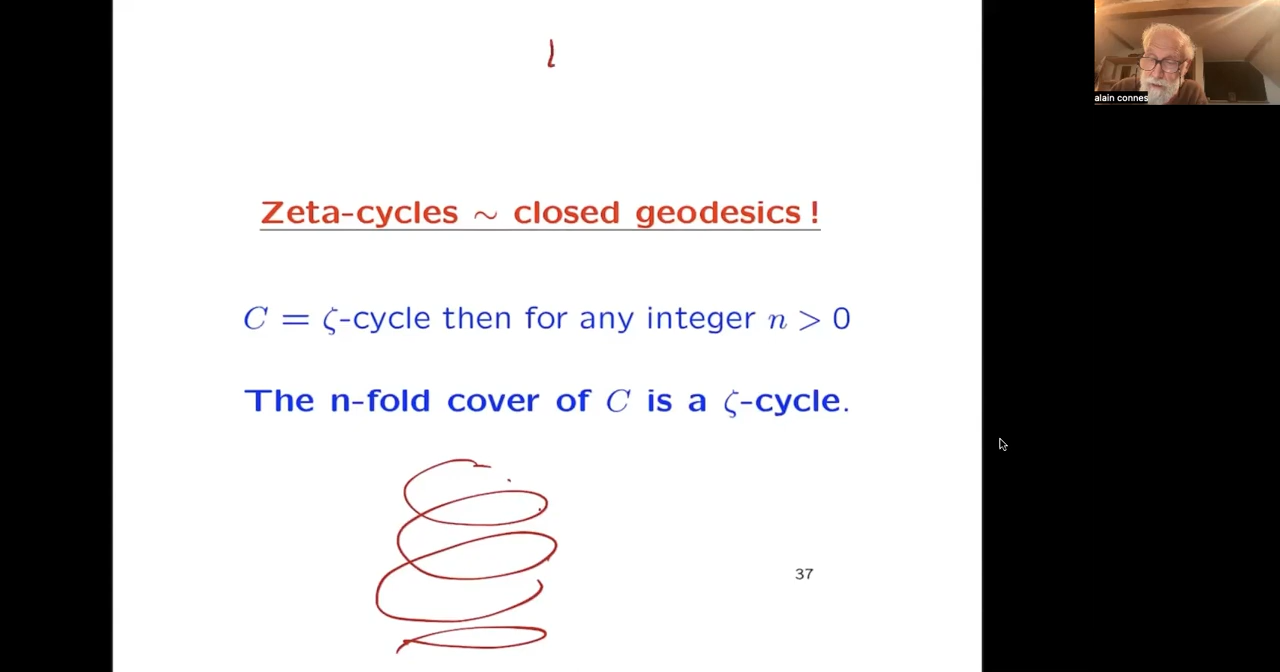 alain connes
Zeta-cycles ∼ closed geodesics !
C = ζ-cycle then for any integer n > 0
The n-fold cover of C is a ζ-cycle.
37